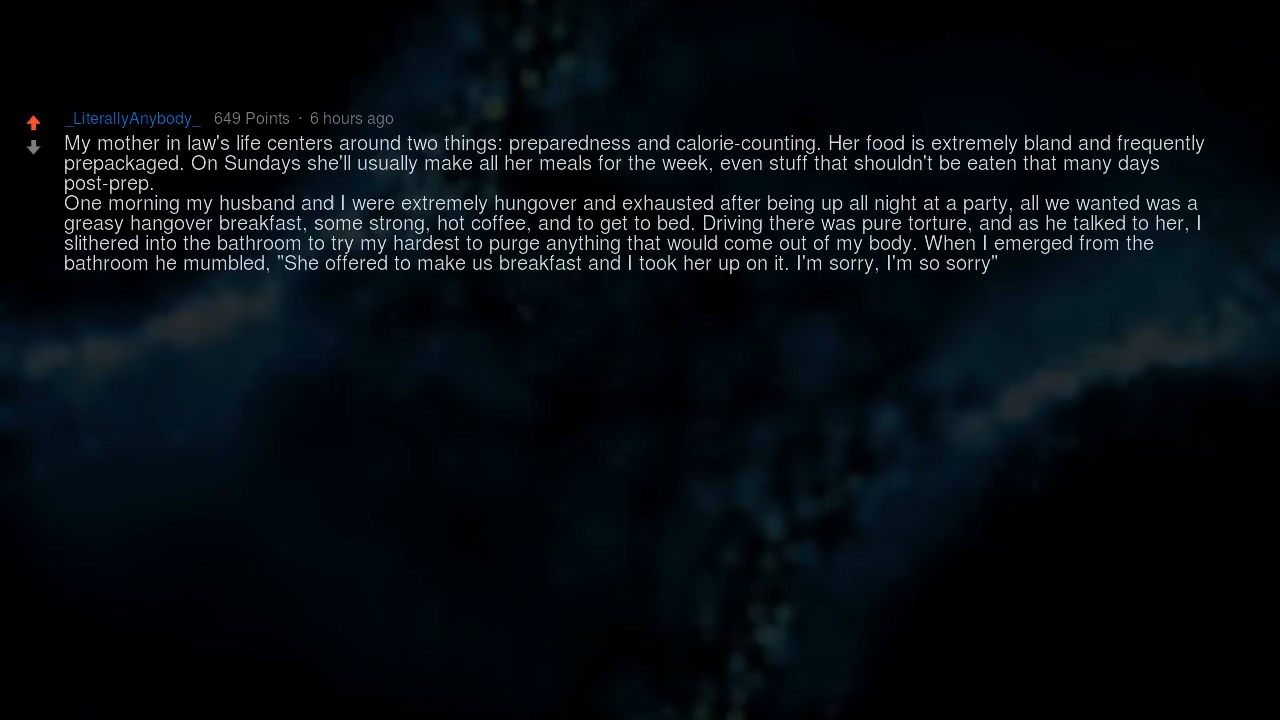 _LiterallyAnybody_ 649 Points · 6 hours ago
My mother in law's life centers around two things: preparedness and calorie-counting. Her food is extremely bland and frequently
prepackaged. On Sundays she'll usually make all her meals for the week, even stuff that shouldn't be eaten that many days
post-prep.
One morning my husband and I were extremely hungover and exhausted after being up all night at a party, all we wanted was a
greasy hangover breakfast, some strong, hot coffee, and to get to bed. Driving there was pure torture, and as he talked to her, I
slithered into the bathroom to try my hardest to purge anything that would come out of my body. When I emerged from the
bathroom he mumbled, "She offered to make us breakfast and I took her up on it. I'm sorry, I'm so sorry"